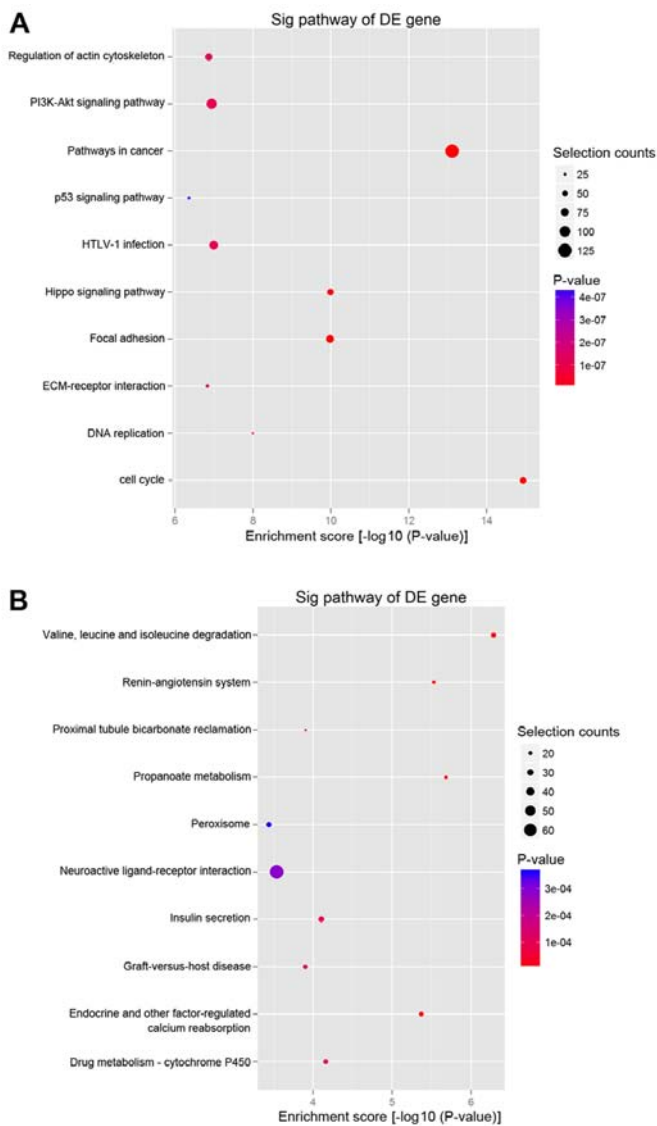 A
Sig pathway of DE gene
Regulation of actin cytoskeleton
PI3K-Akt signaling pathway
Pathways in cancer
p53 signaling pathway
HTLV-1 infection
Hippo signaling pathway
Focal adhesion
ECM-receptor interaction
DNA replication
cell cycle
6 8 10 12 14
Enrichment score [-log10 (P-value)]
Selection counts
25
50
75
100
125
P-value
4e-07
3e-07
2e-07
1e-07
B
Sig pathway of DE gene
Valine, leucine and isoleucine degradation
Renin-angiotensin system
Proximal tubule bicarbonate reclamation
Propanoate metabolism
Peroxisome
Neuroactive ligand-receptor interaction
Insulin secretion
Graft-versus-host disease
Endocrine and other factor-regulated
calcium reabsorption
Drug metabolism - cytochrome P450
4 5 6
Enrichment score [-log10 (P-value)]
Selection counts
20
30
40
50
60
P-value
3e-04
2e-04
1e-04